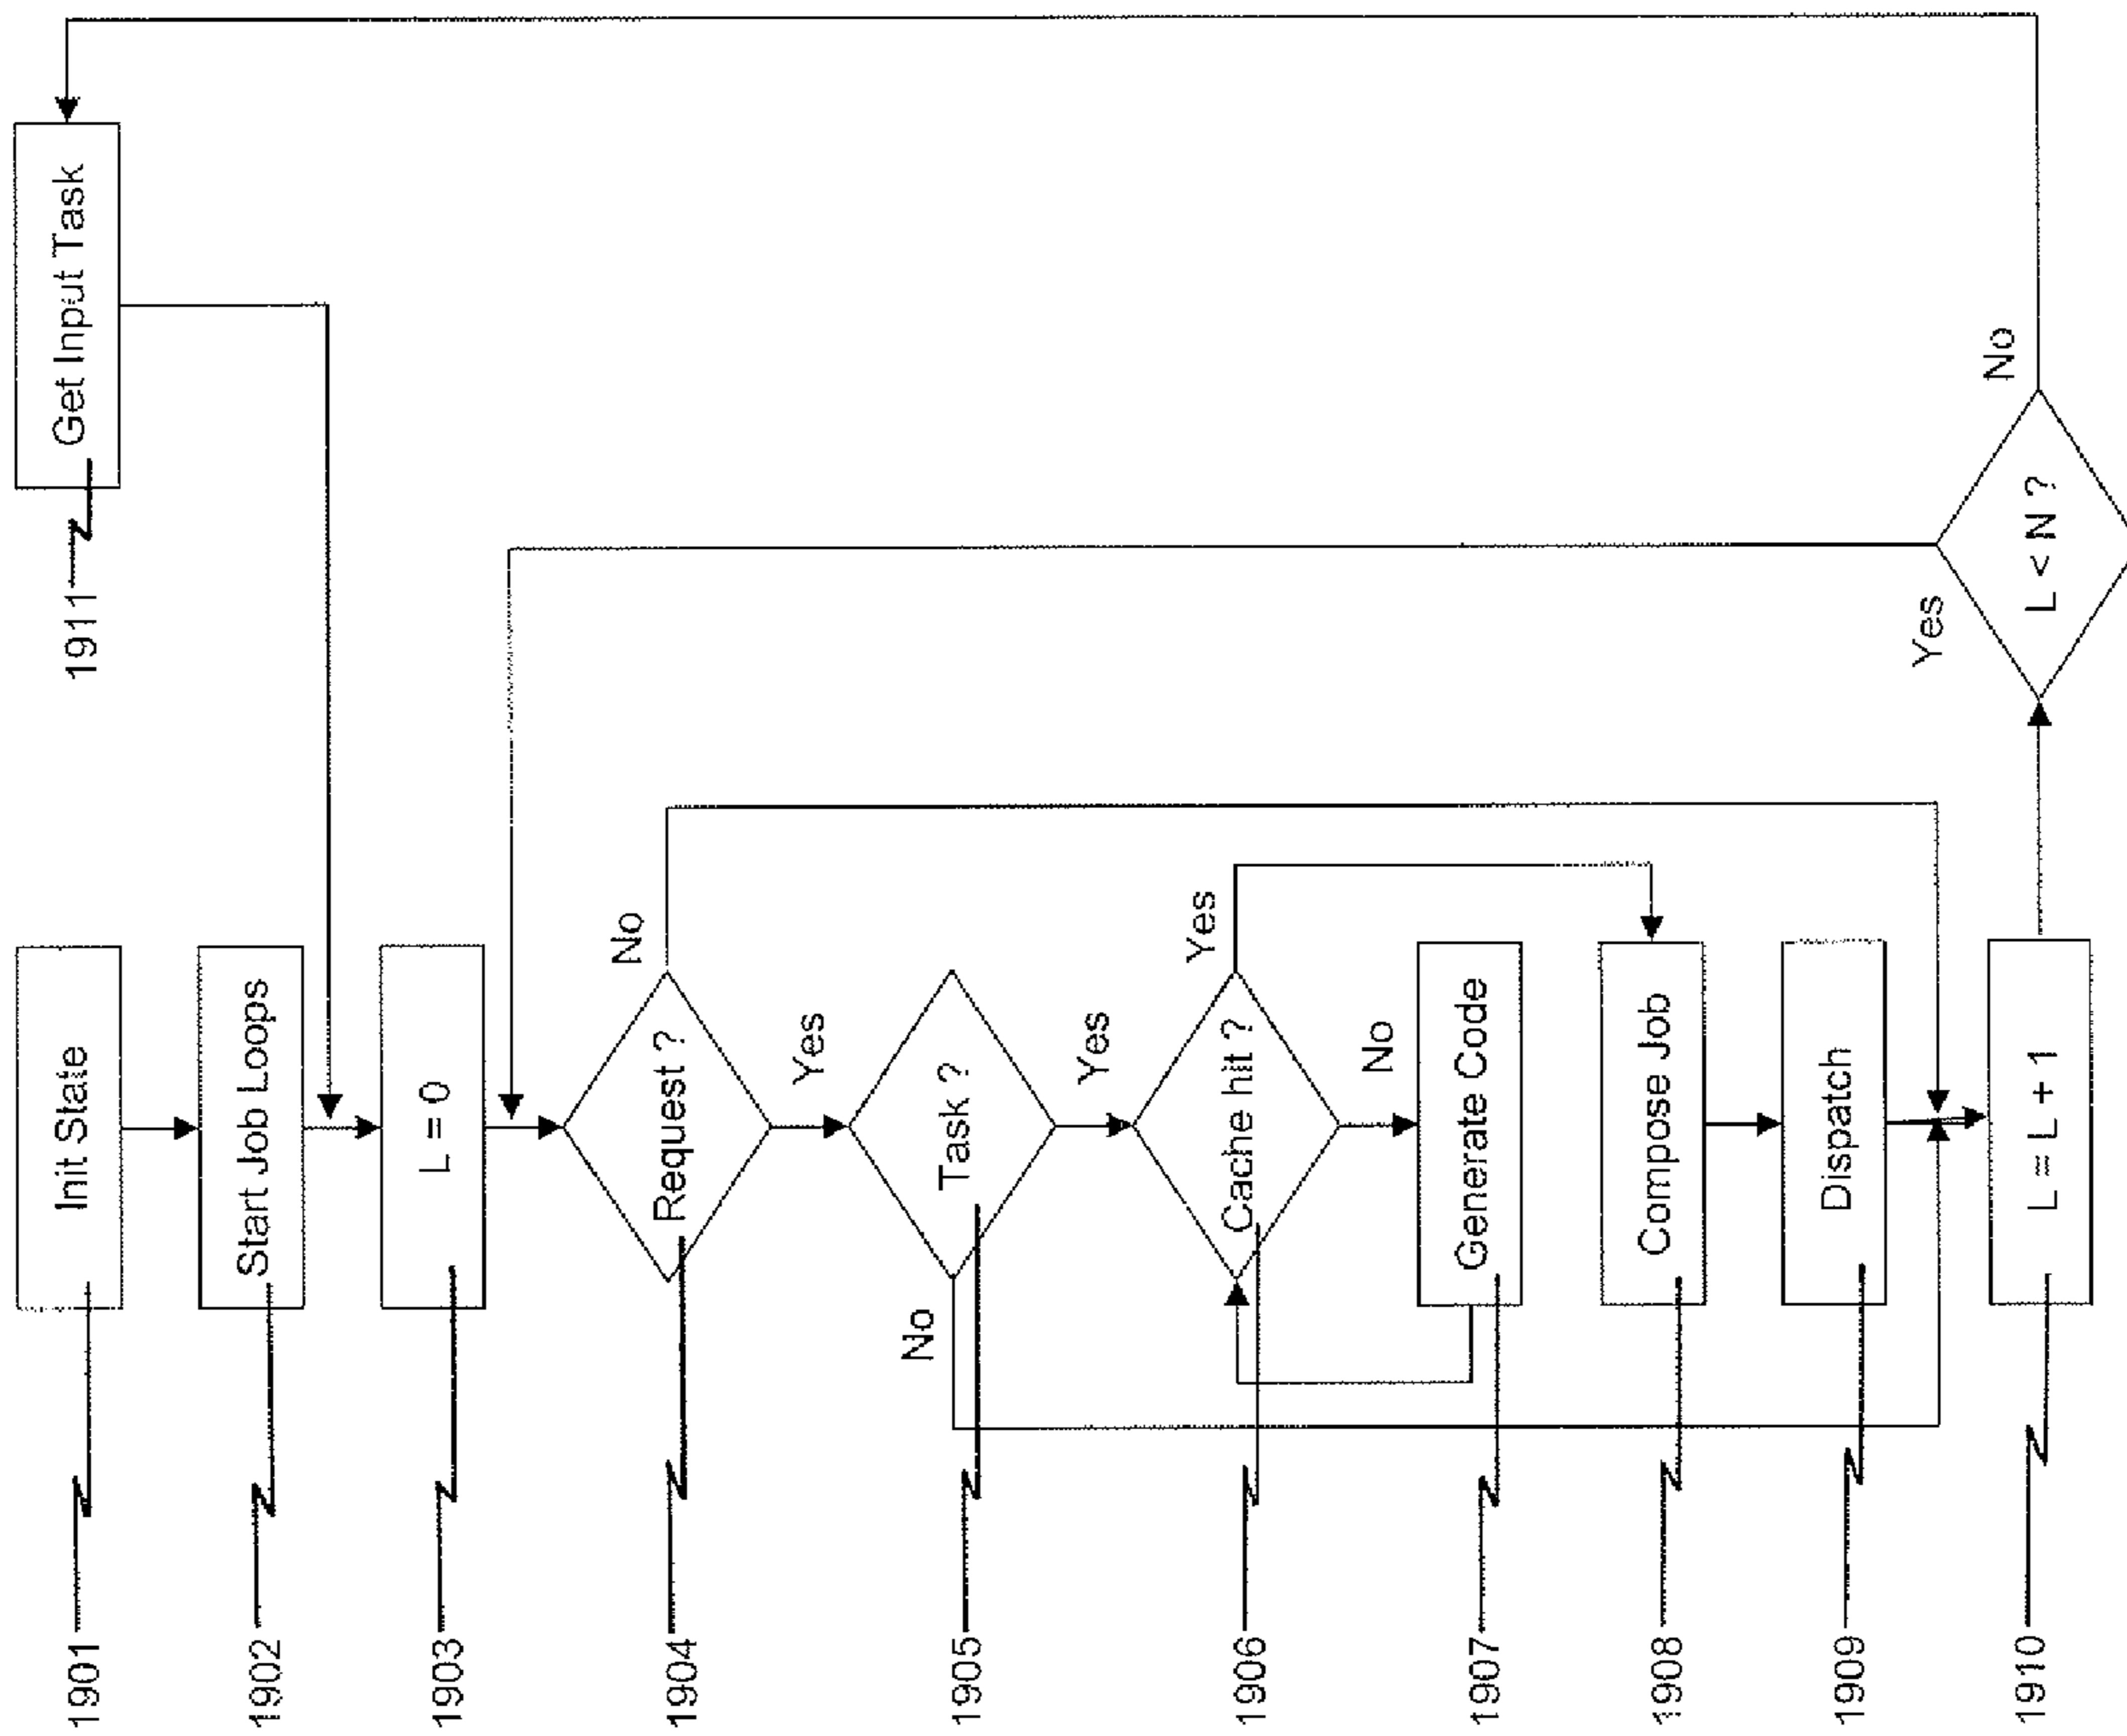 1901
Init State
1902
Start Job Loops
1903
L = 0
1904
Request ?
No
Yes
1905
Task ?
No
Yes
1906
Cache hit ?
Yes
No
1907
Generate Code
1908
Compose Job
1909
Dispatch
1910
L = L + 1
L < N ?
Yes
No
1911
Get Input Task